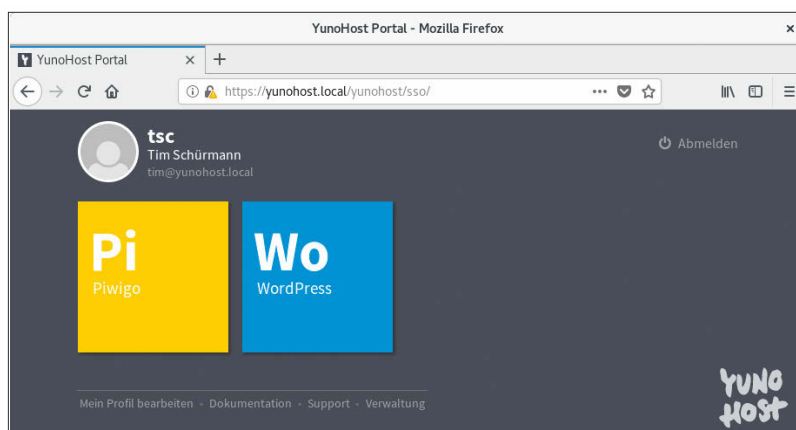 YunoHost Portal - Mozilla Firefox
YunoHost Portal
https://yunohost.local/yunohost/sso/
tsc
Tim Schürmann
tim@yunohost.local
Abmelden
Pi
Piwigo
Wo
WordPress
Mein Profil bearbeiten • Dokumentation • Support • Verwaltung
YUNO
HOST